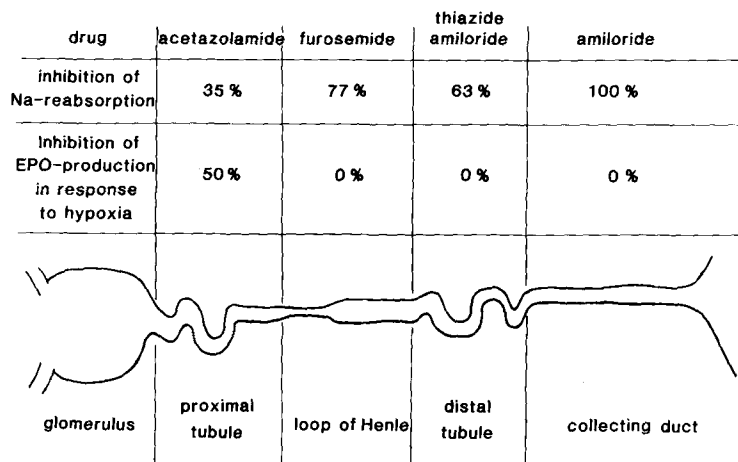 drug acetazolamide furosemide thiazide amiloride amiloride
inhibition of
Na-reabsorption 35 % 77 % 63 % 100 %
Inhibition of
EPO-production
in response
to hypoxia 50 % 0 % 0 % 0 %
glomerulus proximal tubule loop of Henle distal tubule collecting duct